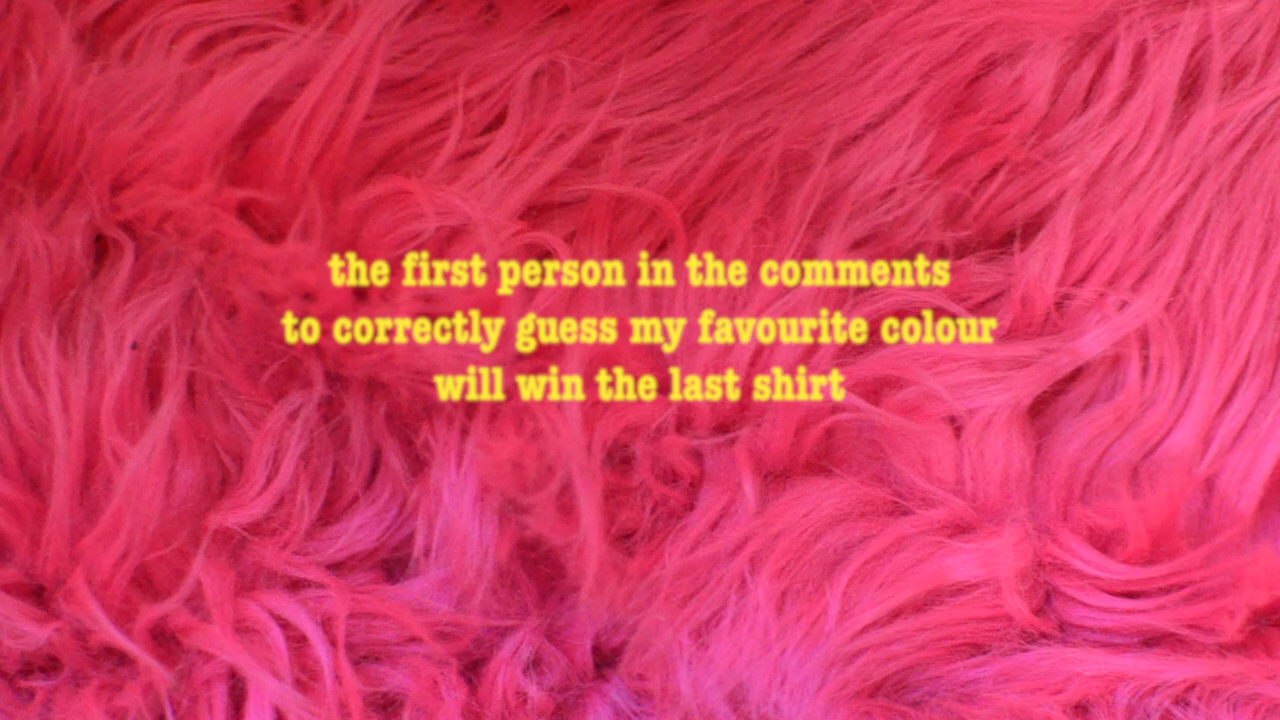 the first person in the comments
to correctly guess my favourite colour
will win the last shirt